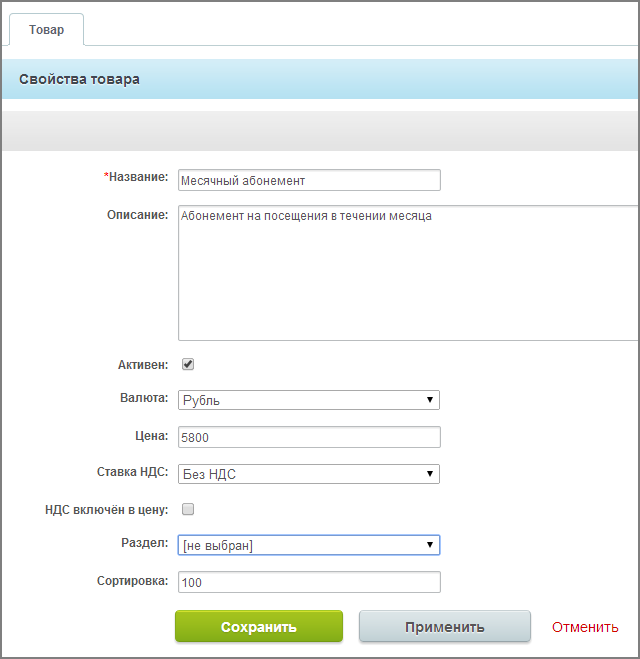 Товар
Свойства товара
*Название: Месячный абонемент
Описание: Абонемент на посещения в течении месяца
Активен:
Валюта: Рубль
Цена: 5800
Ставка НДС: Без НДС
НДС включён в цену:
Раздел: [не выбран]
Сортировка: 100
Сохранить Применить Отменить